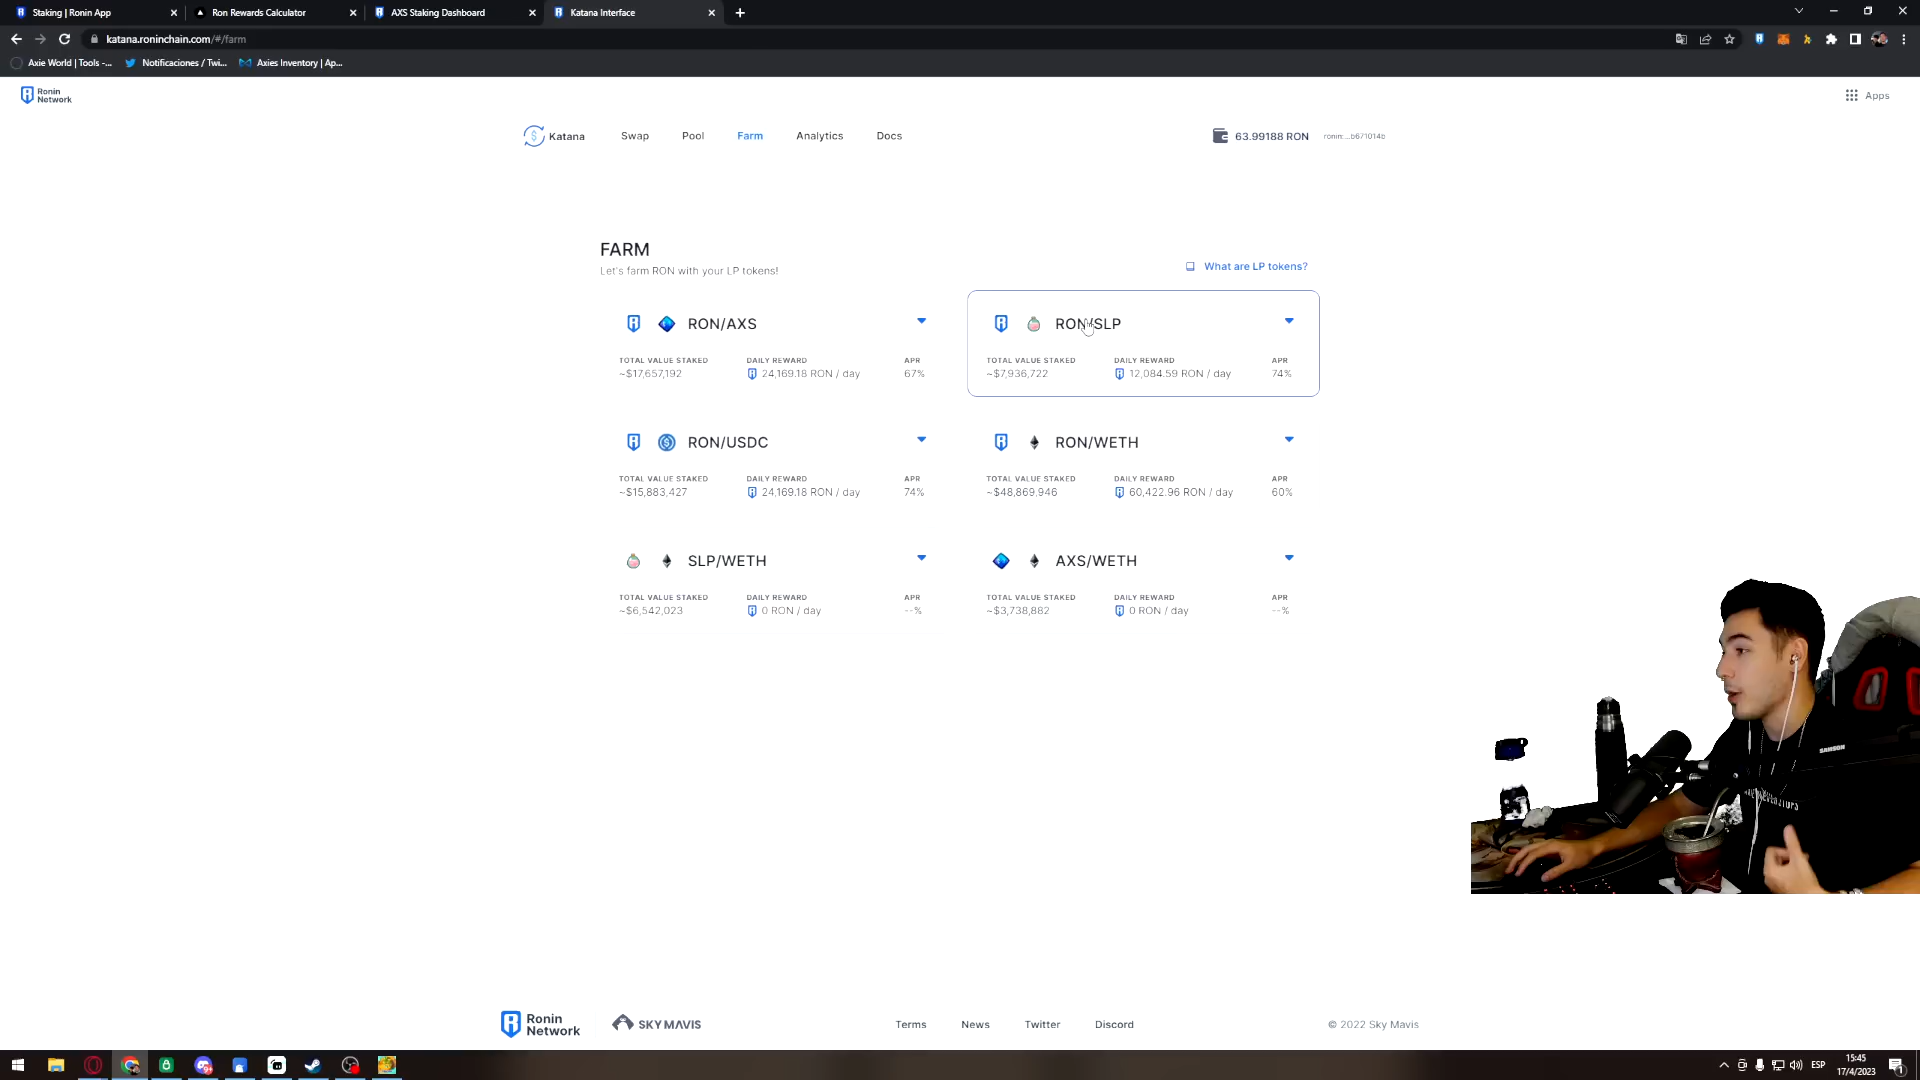 Staking | Ronin App
Ron Rewards Calculator
AXS Staking Dashboard
Katana Interface
katana.roninchain.com/#/farm
Axie World | Tools -...
Notificaciones / Twi...
Axies Inventory | Ap...
Ronin
Network
Apps
Katana
Swap
Pool
Farm
Analytics
Docs
63.99188 RON
ronin:...b671014b
FARM
Let's farm RON with your LP tokens!
What are LP tokens?
RON/AXS
TOTAL VALUE STAKED DAILY REWARD APR
~$17,657,192 24,169.18 RON / day 67%
RON/SLP
TOTAL VALUE STAKED DAILY REWARD APR
~$7,936,722 12,084.59 RON / day 74%
RON/USDC
TOTAL VALUE STAKED DAILY REWARD APR
~$15,883,427 24,169.18 RON / day 74%
RON/WETH
TOTAL VALUE STAKED DAILY REWARD APR
~$48,869,946 60,422.96 RON / day 60%
SLP/WETH
TOTAL VALUE STAKED DAILY REWARD APR
~$6,542,023 0 RON / day --%
AXS/WETH
TOTAL VALUE STAKED DAILY REWARD APR
~$3,738,882 0 RON / day --%
SAMSON
Ronin
Network
SKY MAVIS
Terms
News
Twitter
Discord
© 2022 Sky Mavis
ESP
15:45
17/4/2023